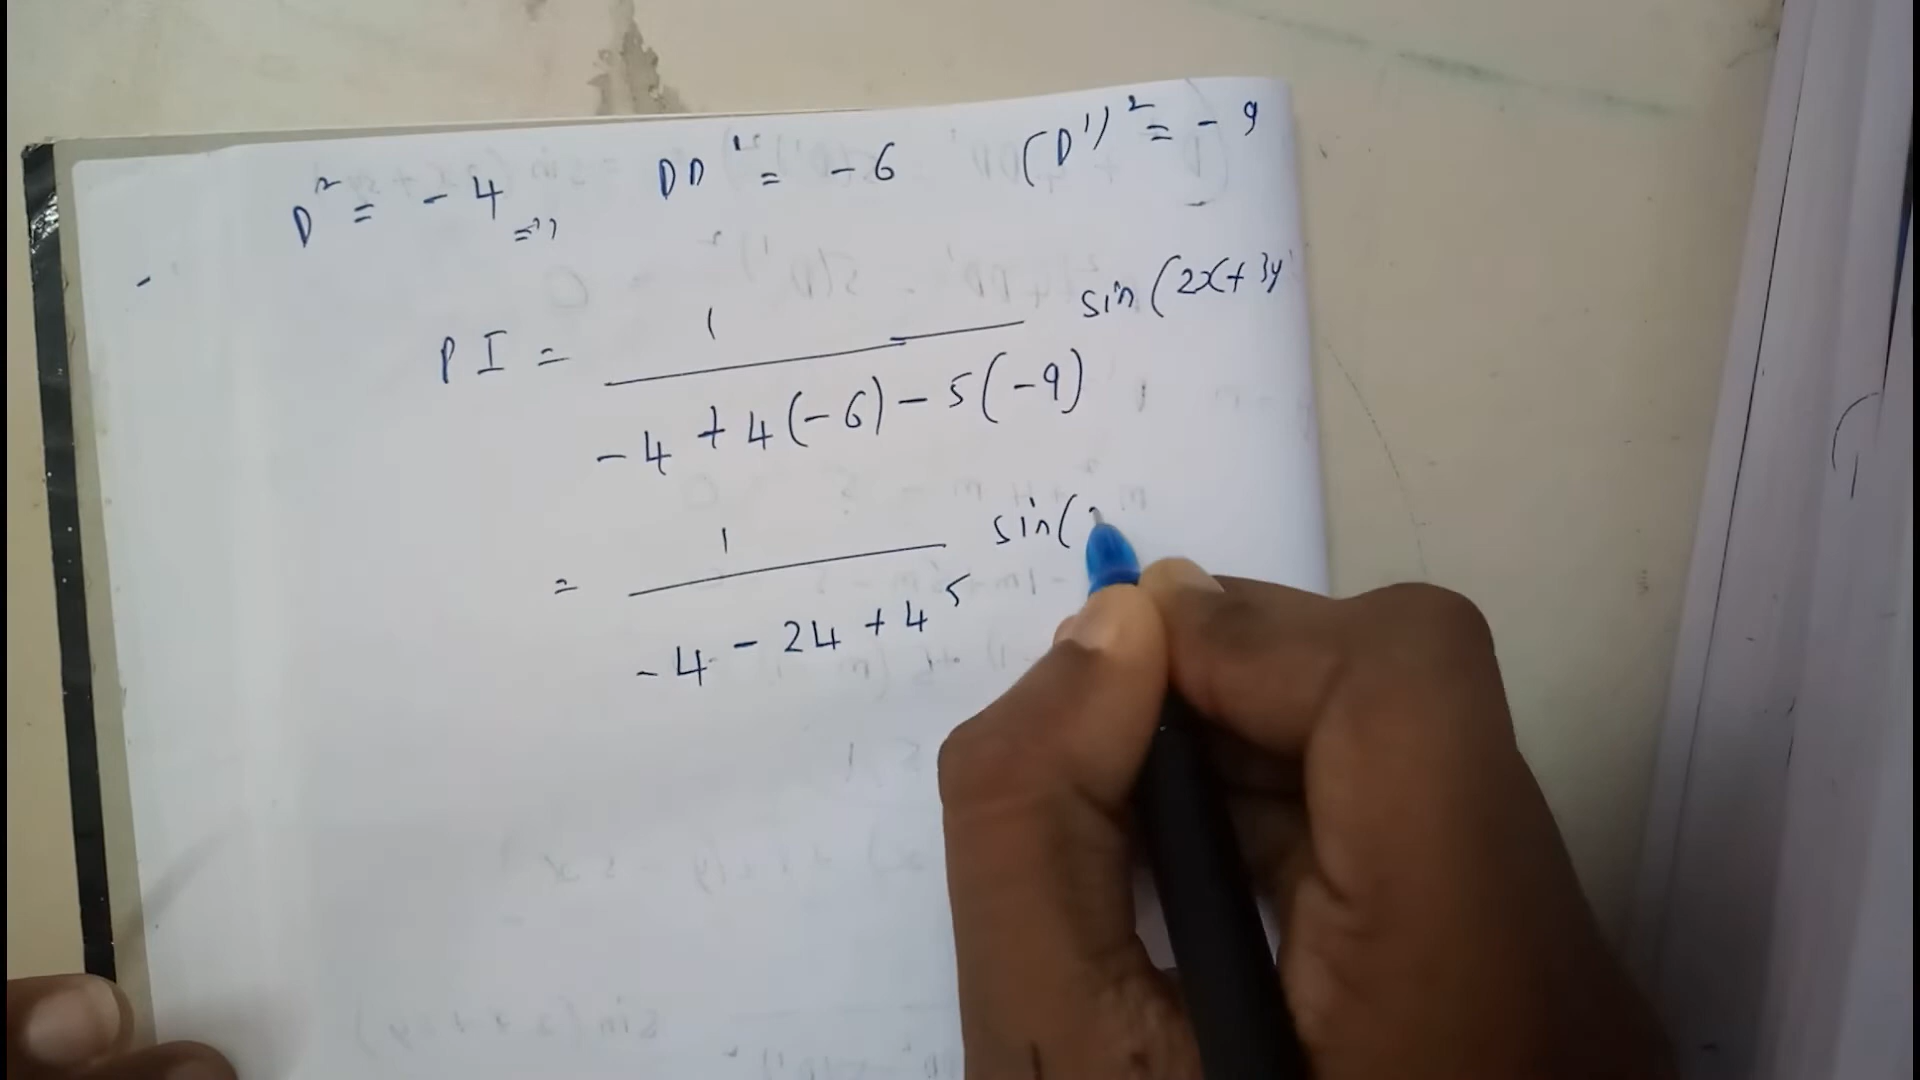 D² = -4 DD' = -6 (D')² = -9
PI = 1 / (-4 + 4(-6) - 5(-9)) sin(2x+3y)
= 1 / (-4 - 24 + 45) sin(